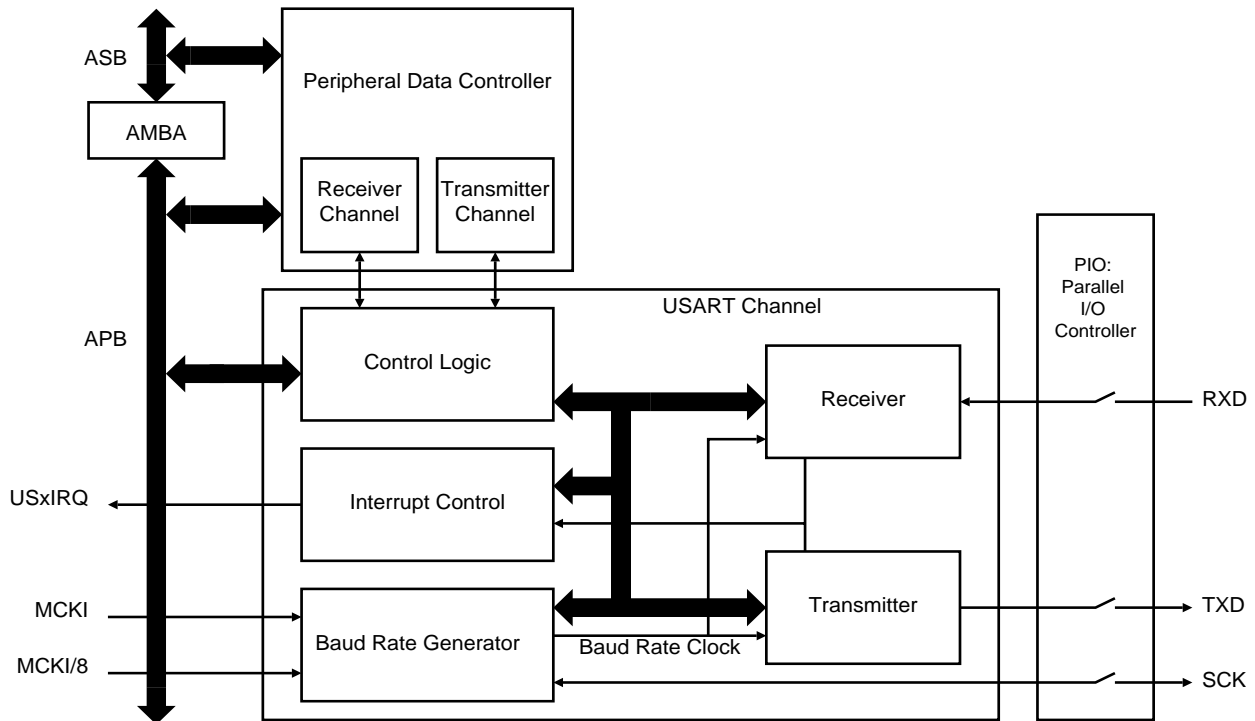 ASB
Peripheral Data Controller
AMBA
Receiver
Channel
Transmitter
Channel
PIO:
Parallel
I/O
Controller
USART Channel
APB
Control Logic
Receiver
RXD
USxIRQ
Interrupt Control
MCKI
Baud Rate Generator
Transmitter
TXD
Baud Rate Clock
MCKI/8
SCK